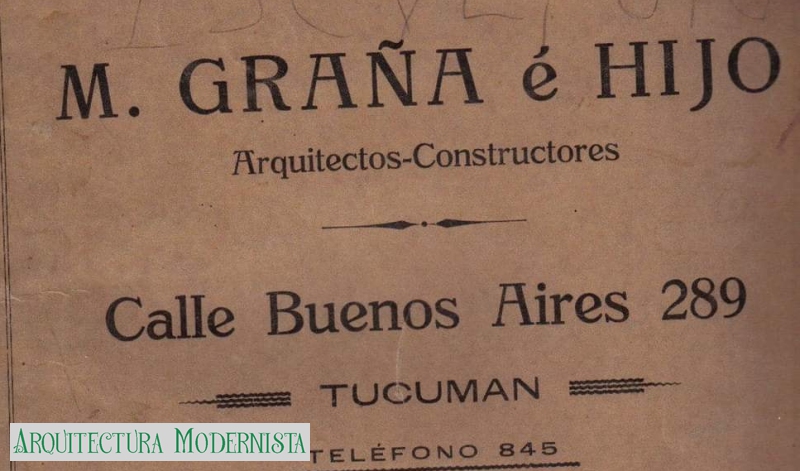 M. GRAÑA é HIJO
Arquitectos-Constructores
Calle Buenos Aires 289
TUCUMAN
TELÉFONO 845
ARQUITECTURA MODERNISTA